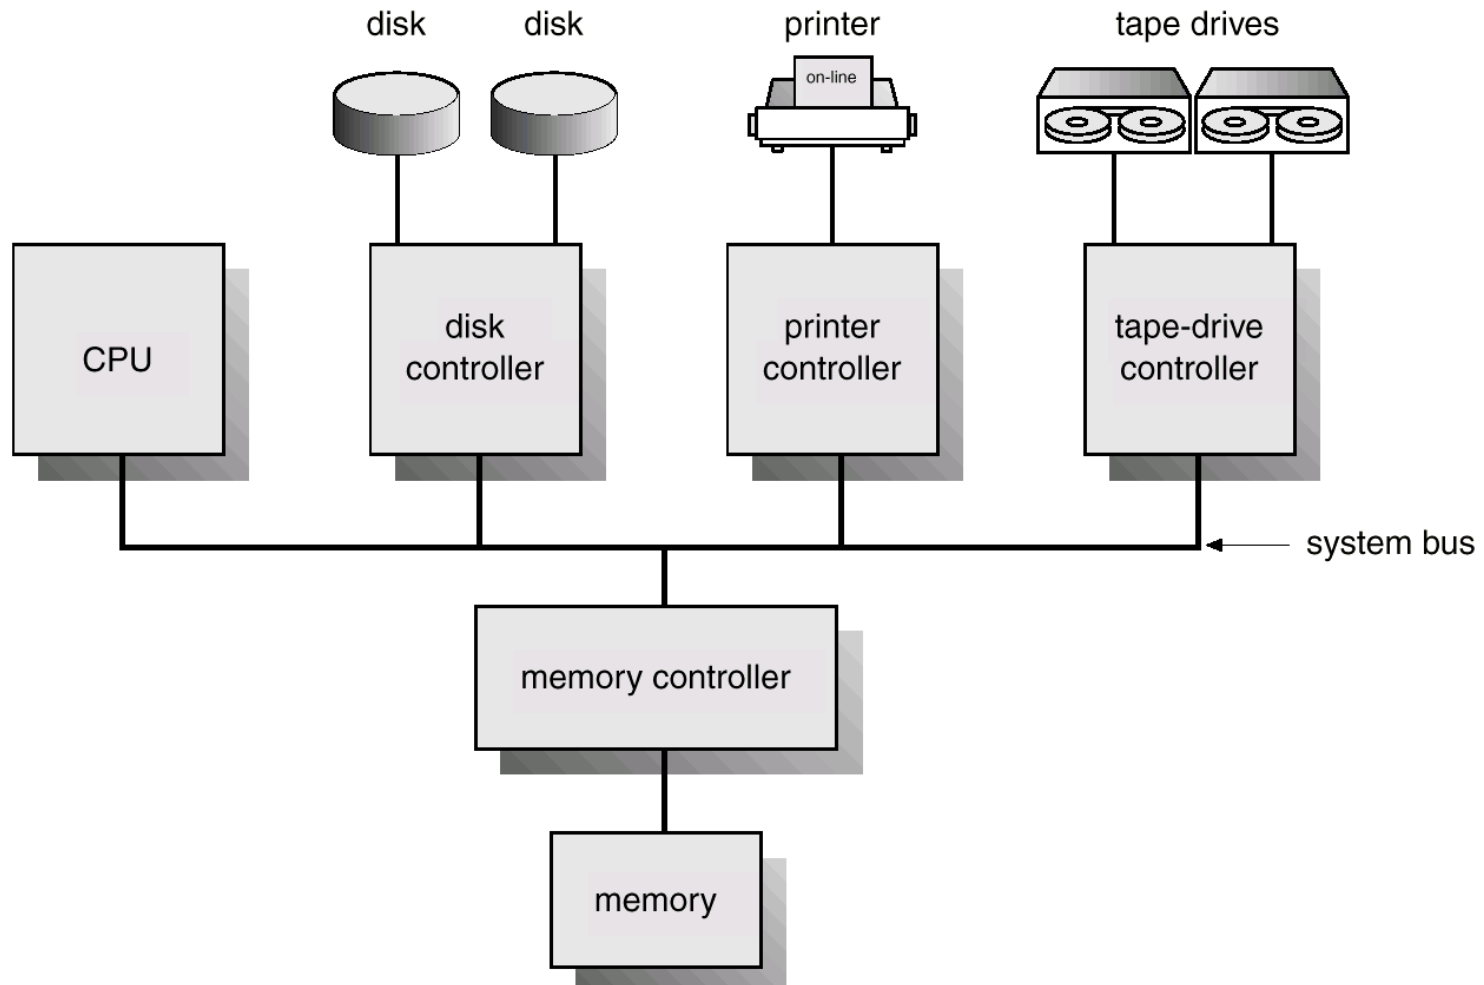 disk
disk
printer
tape drives
on-line
CPU
disk
controller
printer
controller
tape-drive
controller
system bus
memory controller
memory